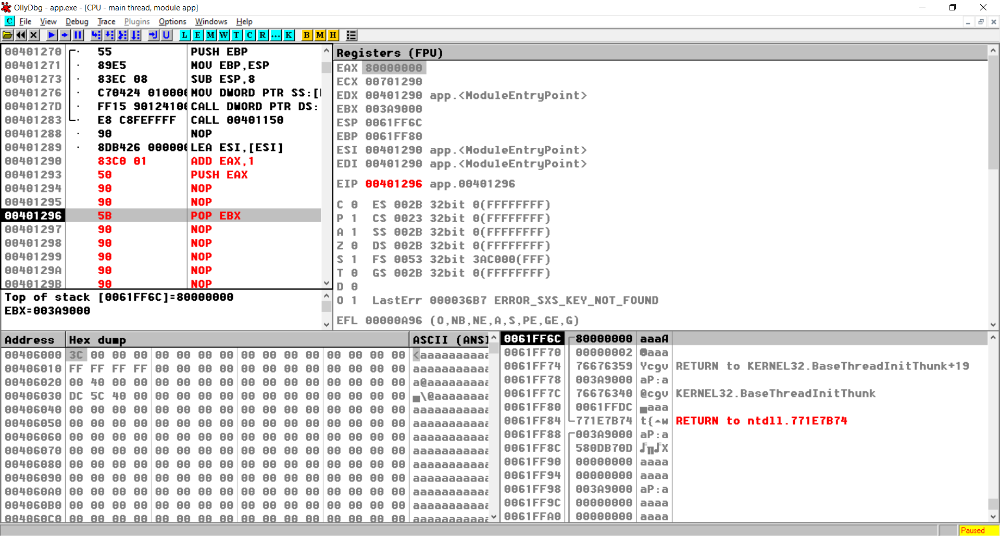 OllyDbg - app.exe - [CPU - main thread, module app]
C File View Debug Trace Plugins Options Windows Help
U L E M W T C R ... K B M H
00401270 55 PUSH EBP
00401271 89E5 MOV EBP,ESP
00401273 83EC 08 SUB ESP,8
00401276 C70424 010000 MOV DWORD PTR SS:[
0040127D FF15 90124100 CALL DWORD PTR DS:
00401283 E8 C8FEFFFF CALL 00401150
00401288 90 NOP
00401289 8DB426 000000 LEA ESI,[ESI]
00401290 83C0 01 ADD EAX,1
00401293 50 PUSH EAX
00401294 90 NOP
00401295 90 NOP
00401296 5B POP EBX
00401297 90 NOP
00401298 90 NOP
00401299 90 NOP
0040129A 90 NOP
0040129B 90 NOP
Top of stack [0061FF6C]=80000000
EBX=003A9000
Registers (FPU)
EAX 80000000
ECX 00701290
EDX 00401290 app.<ModuleEntryPoint>
EBX 003A9000
ESP 0061FF6C
EBP 0061FF80
ESI 00401290 app.<ModuleEntryPoint>
EDI 00401290 app.<ModuleEntryPoint>
EIP 00401296 app.00401296
C 0 ES 002B 32bit 0(FFFFFFFF)
P 1 CS 0023 32bit 0(FFFFFFFF)
A 1 SS 002B 32bit 0(FFFFFFFF)
Z 0 DS 002B 32bit 0(FFFFFFFF)
S 1 FS 0053 32bit 3AC000(FFF)
T 0 GS 002B 32bit 0(FFFFFFFF)
D 0
O 1 LastErr 000036B7 ERROR_SXS_KEY_NOT_FOUND
EFL 00000A96 (O,NB,NE,A,S,PE,GE,G)
Address Hex dump ASCII (ANSI
00406000 3C 00 00 00 00 00 00 00 00 00 00 00 00 00 00 00 <aaaaaaaaaa
00406010 FF FF FF FF 00 00 00 00 00 00 00 00 00 00 00 00 aaaaaaaaaaa
00406020 00 40 00 00 00 00 00 00 00 00 00 00 00 00 00 00 a@aaaaaaaaa
00406030 DC 5C 40 00 00 00 00 00 00 00 00 00 00 00 00 00 ▄\@aaaaaaaa
00406040 00 00 00 00 00 00 00 00 00 00 00 00 00 00 00 00 aaaaaaaaaaa
00406050 00 00 00 00 00 00 00 00 00 00 00 00 00 00 00 00 aaaaaaaaaaa
00406060 00 00 00 00 00 00 00 00 00 00 00 00 00 00 00 00 aaaaaaaaaaa
00406070 00 00 00 00 00 00 00 00 00 00 00 00 00 00 00 00 aaaaaaaaaaa
00406080 00 00 00 00 00 00 00 00 00 00 00 00 00 00 00 00 aaaaaaaaaaa
00406090 00 00 00 00 00 00 00 00 00 00 00 00 00 00 00 00 aaaaaaaaaaa
004060A0 00 00 00 00 00 00 00 00 00 00 00 00 00 00 00 00 aaaaaaaaaaa
004060B0 00 00 00 00 00 00 00 00 00 00 00 00 00 00 00 00 aaaaaaaaaaa
004060C0 00 00 00 00 00 00 00 00 00 00 00 00 00 00 00 00 aaaaaaaaaaa
0061FF6C 80000000 aaaA
0061FF70 00000002 aaa
0061FF74 76676359 Ycgv RETURN to KERNEL32.BaseThreadInitThunk+19
0061FF78 003A9000 aP:a
0061FF7C 76676340 @cgv KERNEL32.BaseThreadInitThunk
0061FF80 0061FFDC ▄aaa
0061FF84 771E7B74 t{w RETURN to ntdll.771E7B74
0061FF88 003A9000 aP:a
0061FF8C 580DB70D X
0061FF90 00000000 aaaa
0061FF94 00000000 aaaa
0061FF98 003A9000 aP:a
0061FF9C 00000000 aaaa
0061FFA0 00000000 aaaa
Paused